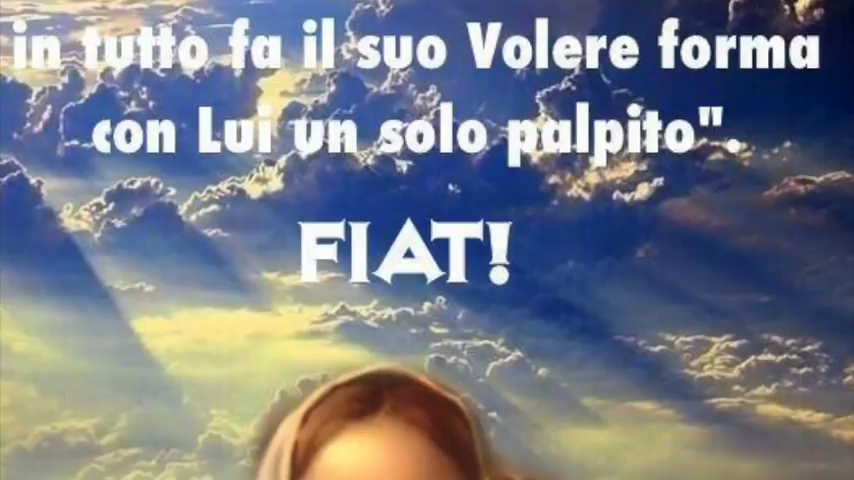 in tutto fa il suo Volere forma
con Lui un solo palpito".
FIAT!